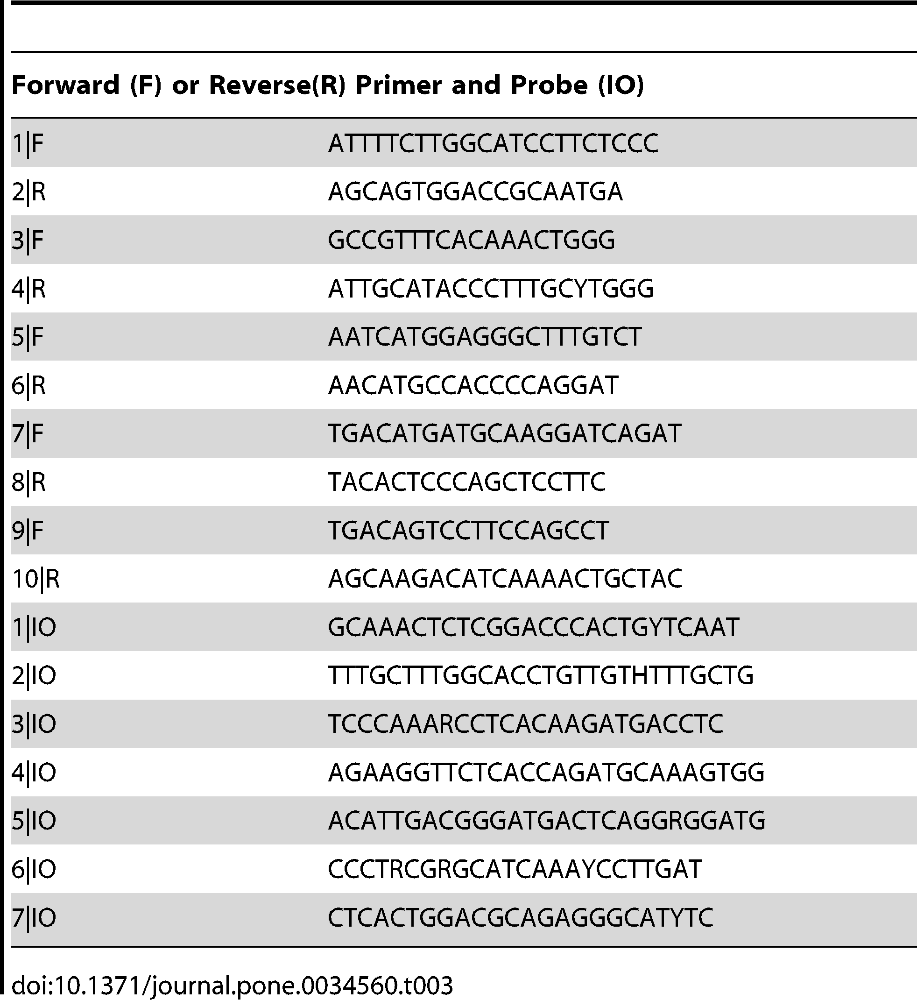 Forward (F) or Reverse(R) Primer and Probe (IO)
1|F ATTTTCTTGGCATCCTTCTCCC
2|R AGCAGTGGACCGCAATGA
3|F GCCGTTTCACAAACTGGG
4|R ATTGCATACCCTTTGCYTGGG
5|F AATCATGGAGGGCTTTGTCT
6|R AACATGCCACCCCAGGAT
7|F TGACATGATGCAAGGATCAGAT
8|R TACACTCCCAGCTCCTTC
9|F TGACAGTCCTTCCAGCCT
10|R AGCAAGACATCAAAACTGCTAC
1|IO GCAAACTCTCGGACCCACTGYTCAAT
2|IO TTTGCTTTGGCACCTGTTGTHTTTGCTG
3|IO TCCCAAARCCTCACAAGATGACCTC
4|IO AGAAGGTTCTCACCAGATGCAAAGTGG
5|IO ACATTGACGGGATGACTCAGGRGGATG
6|IO CCCTRCGRGCATCAAAYCCTTGAT
7|IO CTCACTGGACGCAGAGGGCATYTC
doi:10.1371/journal.pone.0034560.t003